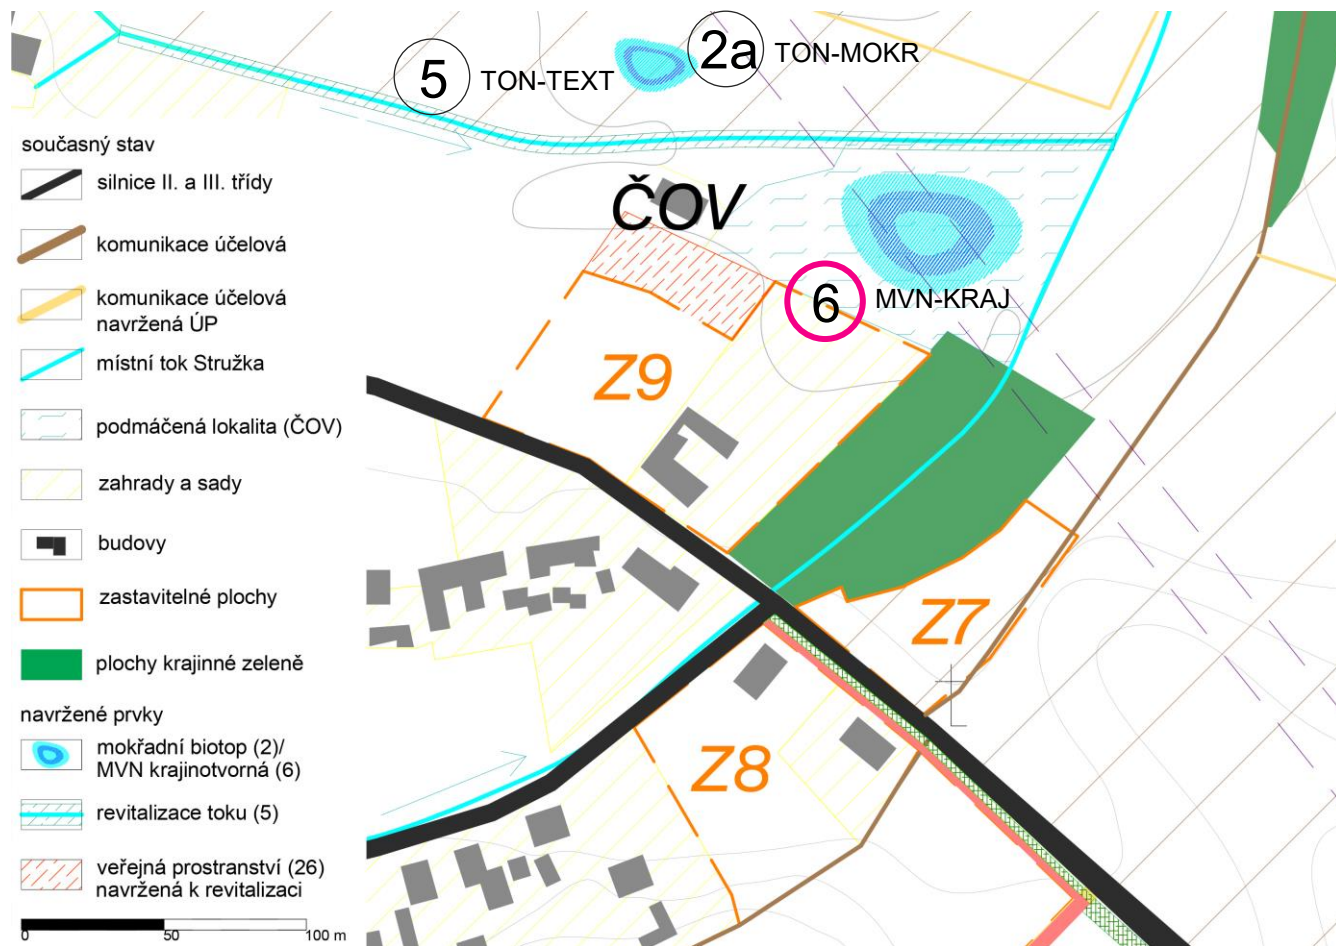 5
TON-TEXT
2a
TON-MOKR
ČOV
6
MVN-KRAJ
Z9
Z7
Z8
současný stav
silnice II. a III. třídy
komunikace účelová
komunikace účelová
navržená ÚP
místní tok Stružka
podmáčená lokalita (ČOV)
zahrady a sady
budovy
zastavitelné plochy
plochy krajinné zeleně
navržené prvky
mokřadní biotop (2)/
MVN krajinotvorná (6)
revitalizace toku (5)
veřejná prostranství (26)
navržená k revitalizaci
0 50 100 m